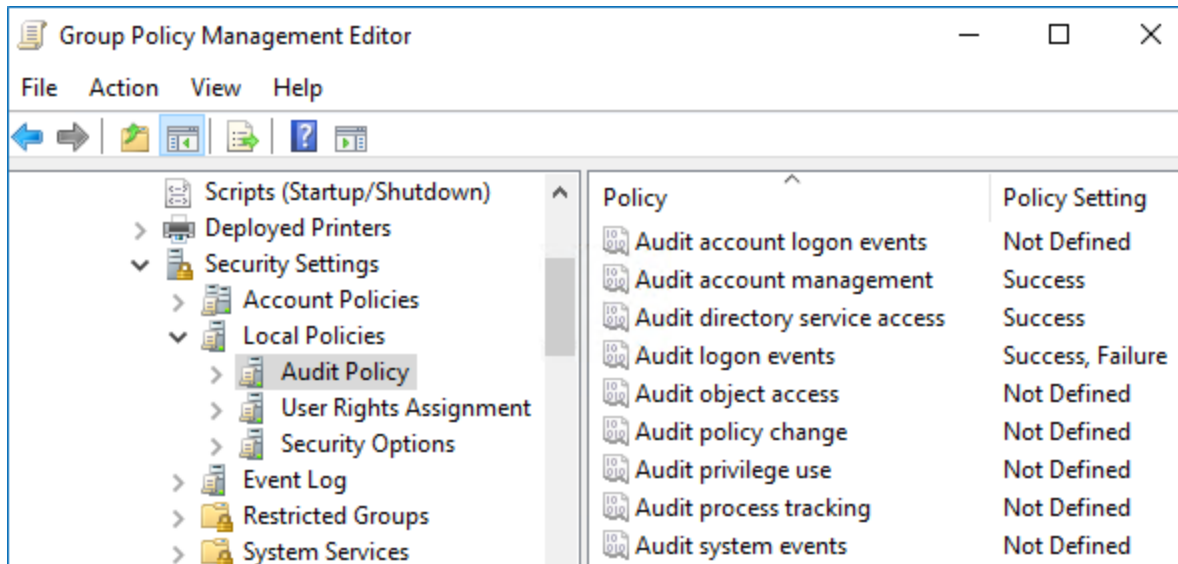 Group Policy Management Editor
File Action View Help
Scripts (Startup/Shutdown)
Deployed Printers
Security Settings
Account Policies
Local Policies
Audit Policy
User Rights Assignment
Security Options
Event Log
Restricted Groups
System Services
Policy Policy Setting
Audit account logon events Not Defined
Audit account management Success
Audit directory service access Success
Audit logon events Success, Failure
Audit object access Not Defined
Audit policy change Not Defined
Audit privilege use Not Defined
Audit process tracking Not Defined
Audit system events Not Defined